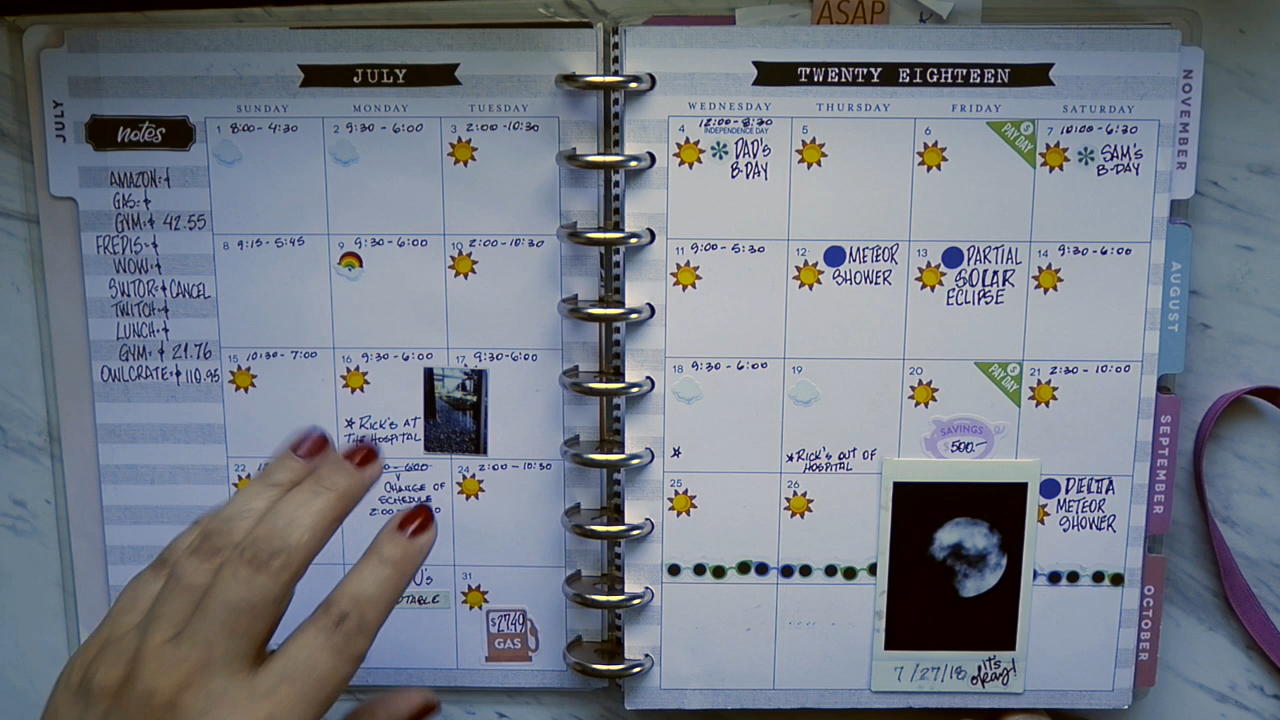 ASAP
JULY
TWENTY EIGHTEEN
JULY
notes
AMAZON=$
GAS=$
GYM=$ 42.55
FREDIS=$
WOW=$
CANCEL
TWITCH=$
LUNCH=$
GYM=$ 21.76
OWLCRATE=$ 119.95
SUNDAY
MONDAY
TUESDAY
WEDNESDAY
THURSDAY
FRIDAY
SATURDAY
1 8:00-4:30
2 9:30-6:00
3 2:00-10:30
4 12:00-8:30
INDEPENDENCE DAY
DAD'S
B-DAY
5
6
PAY DAY $
7 10:00-6:30
SAM'S
B-DAY
8 9:15-5:45
9 9:30-6:00
10 2:00-10:30
11 9:00-5:30
12 METEOR
SHOWER
13 PARTIAL
SOLAR
ECLIPSE
14 9:30-6:00
15 10:30-7:00
16 9:30-6:00
*RICK'S AT
THE HOSPITAL
17 9:30-6:00
18 9:30-6:00
*
19
*RICK'S OUT OF
HOSPITAL
20
PAY DAY $
SAVINGS
$500.-
21 2:30-10:00
22
CHANGE OF
SCHEDULE
24 2:00-10:30
25
26
DELTA
METEOR
SHOWER
31
$27.49
GAS
7/27/18 it's okay!
NOVEMBER
AUGUST
SEPTEMBER
OCTOBER